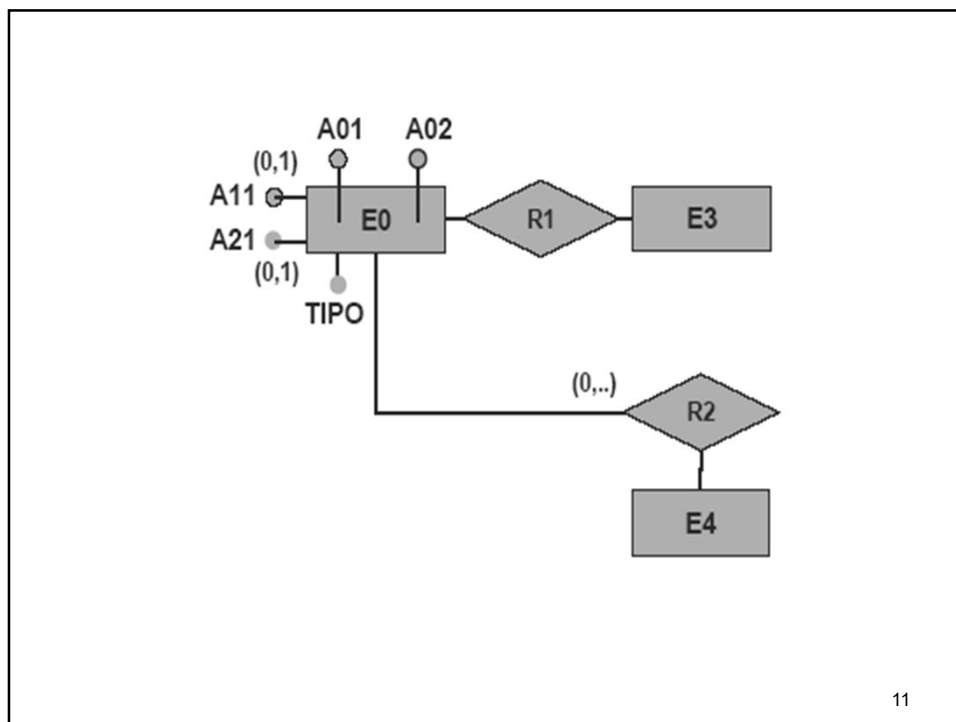 A01 A02
(0,1)
A11
E0
R1
E3
A21
(0,1)
TIPO
(0,..)
R2
E4
11